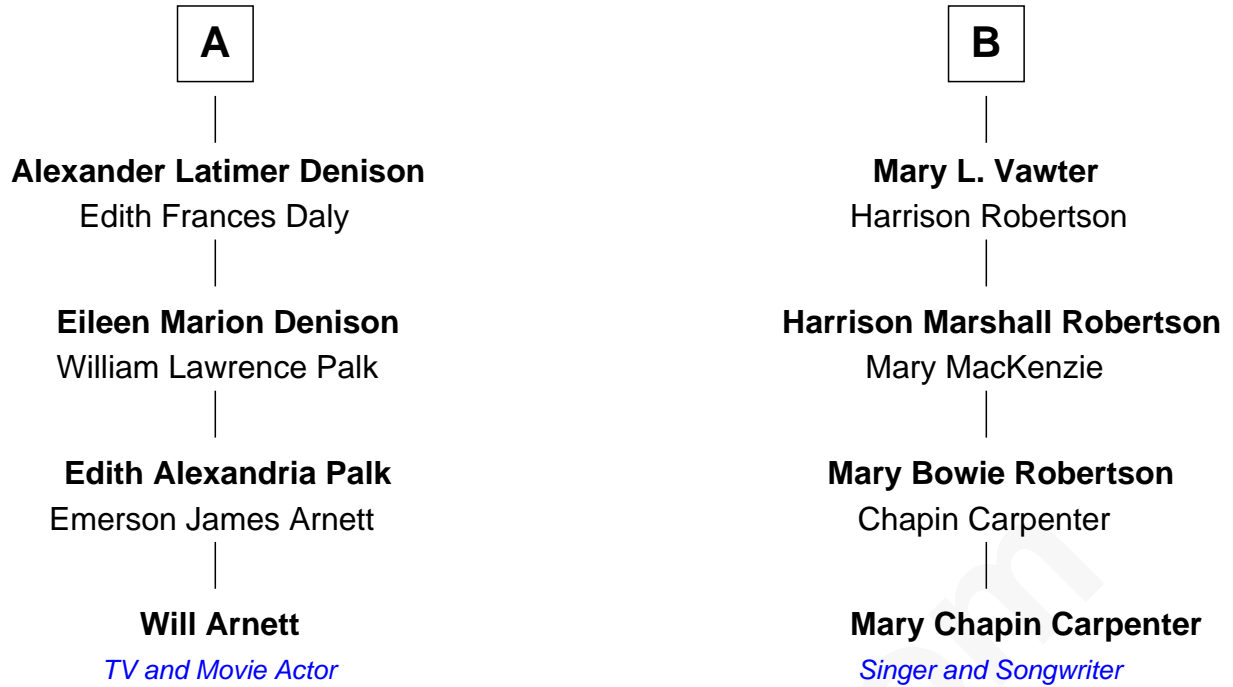 A
Alexander Latimer Denison
Edith Frances Daly
Eileen Marion Denison
William Lawrence Palk
Edith Alexandria Palk
Emerson James Arnett
Will Arnett
TV and Movie Actor
B
Mary L. Vawter
Harrison Robertson
Harrison Marshall Robertson
Mary MacKenzie
Mary Bowie Robertson
Chapin Carpenter
Mary Chapin Carpenter
Singer and Songwriter